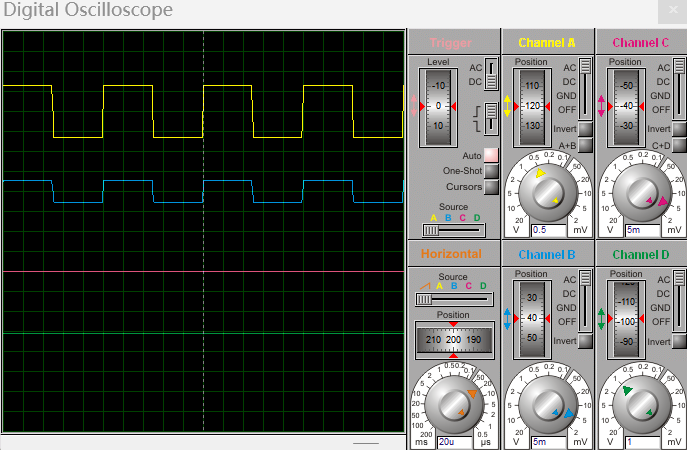 Digital Oscilloscope
×
Trigger
Level
-10
0
10
AC
DC
Auto
One-Shot
Cursors
Source
A B C D
Channel A
Position
110
120
130
AC
DC
GND
OFF
Invert
A+B
0.5 0.2 0.1
1 50
2 20
5 10
10 5
20 2
V 0.5 mV
Channel C
Position
-50
-40
-30
AC
DC
GND
OFF
Invert
C+D
0.5 0.2 0.1
1 50
2 20
5 10
10 5
20 2
V 5m mV
Horizontal
Source
A B C D
Position
210 200 190
1 0.5 0.2 0.1
2 50
5 20
10 10
20 5
50 2
100 1
200 0.5
ms 20u µs
Channel B
Position
30
40
50
AC
DC
GND
OFF
Invert
0.5 0.2 0.1
1 50
2 20
5 10
10 5
20 2
V 5m mV
Channel D
Position
-110
-100
-90
AC
DC
GND
OFF
Invert
0.5 0.2 0.1
1 50
2 20
5 10
10 5
20 2
V 1 mV